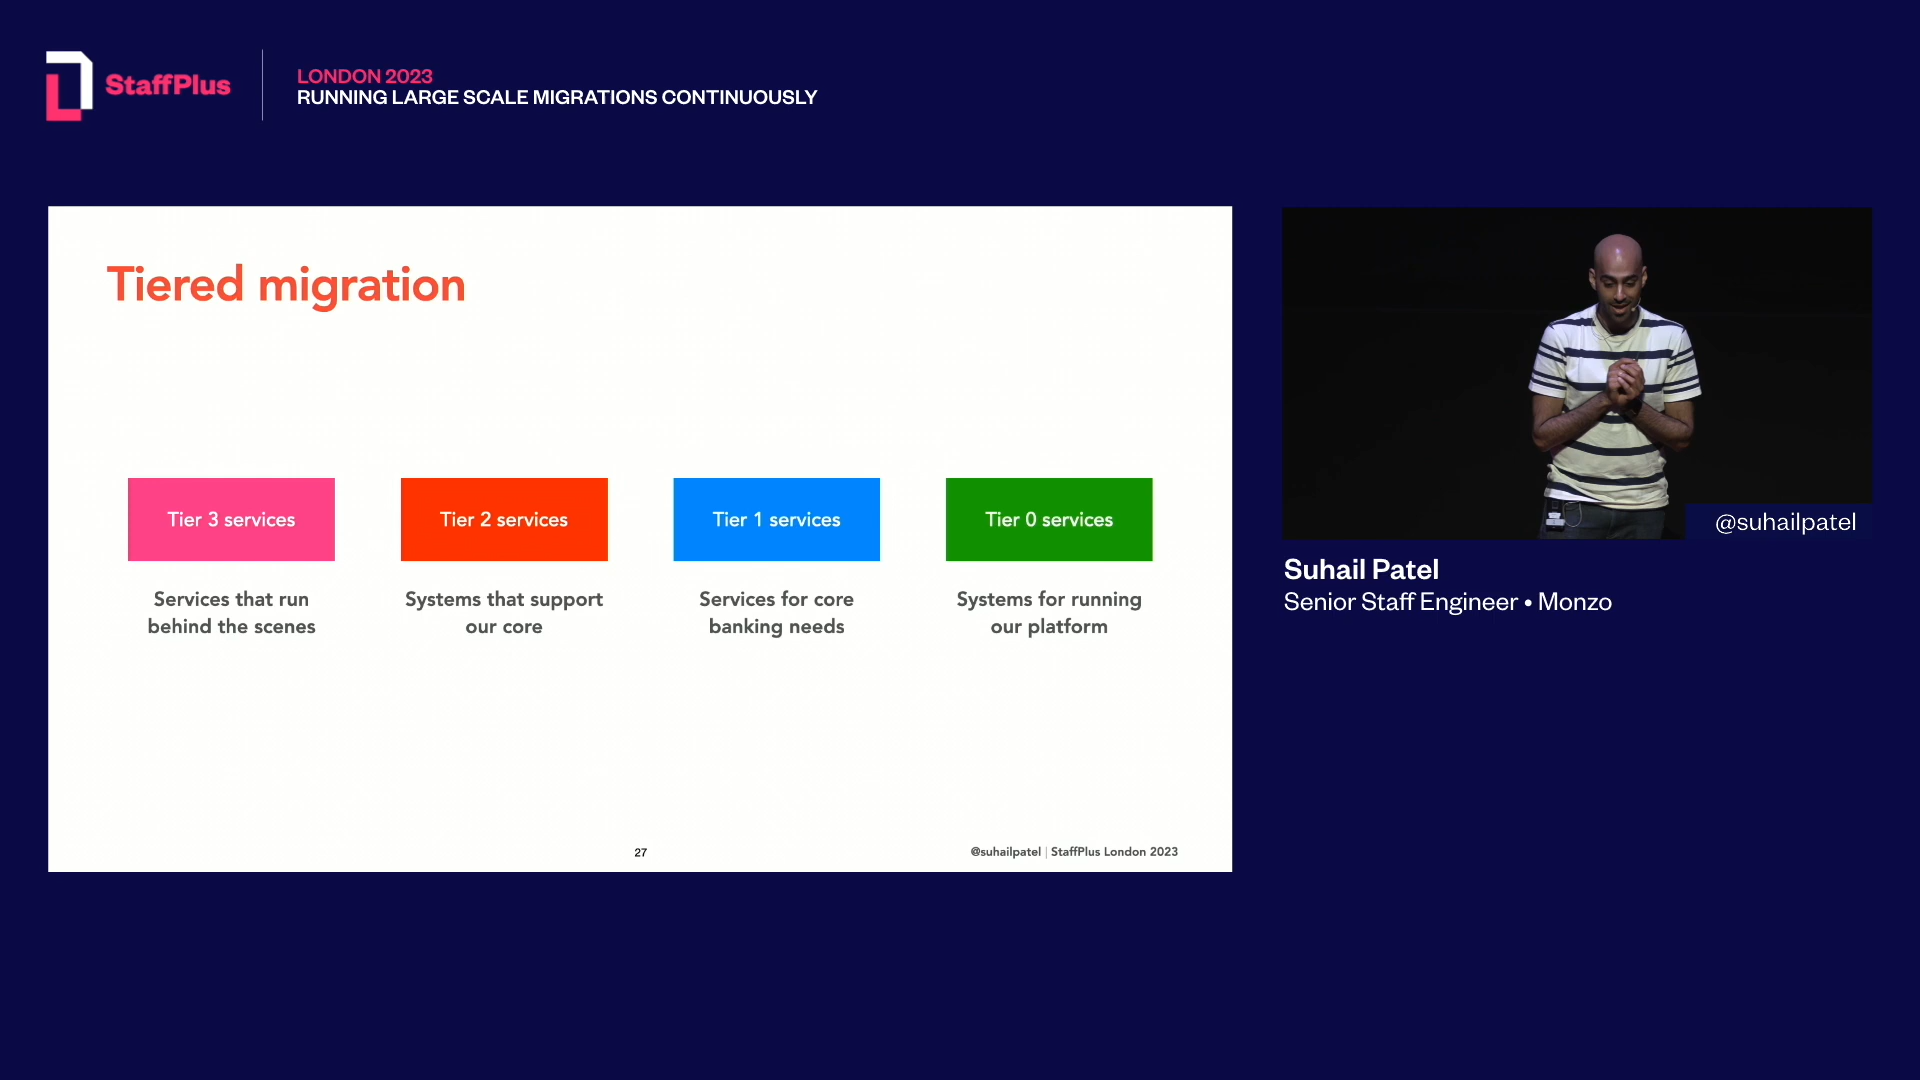 StaffPlus
LONDON 2023
RUNNING LARGE SCALE MIGRATIONS CONTINUOUSLY
Tiered migration
Tier 3 services
Services that run
behind the scenes
Tier 2 services
Systems that support
our core
Tier 1 services
Services for core
banking needs
Tier 0 services
Systems for running
our platform
27
@suhailpatel | StaffPlus London 2023
@suhailpatel
Suhail Patel
Senior Staff Engineer • Monzo